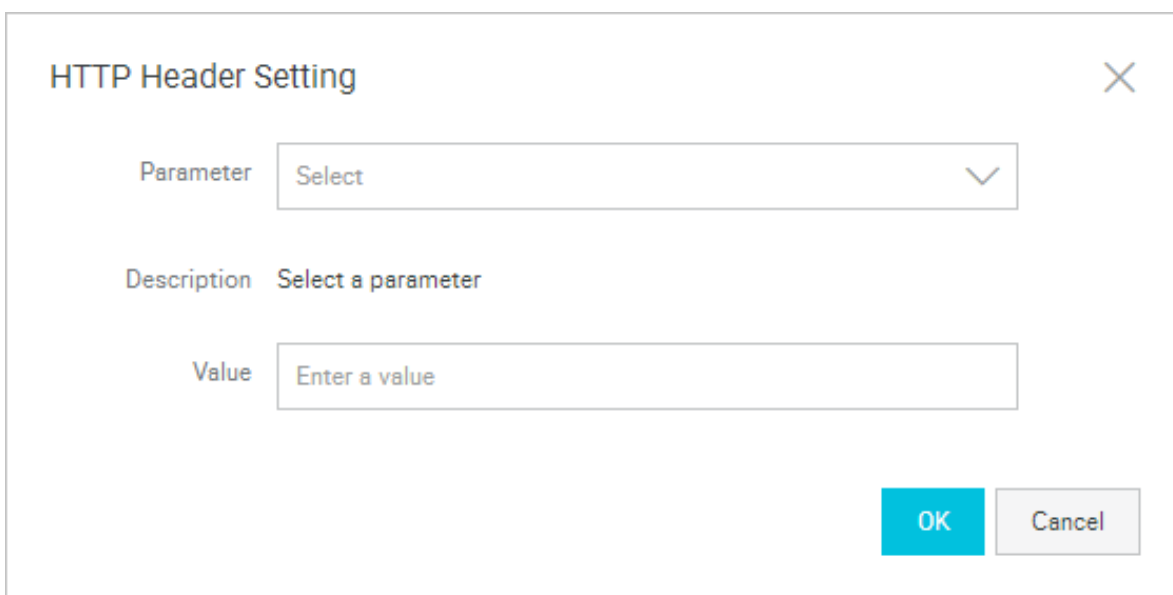 HTTP Header Setting
Parameter Select
Description Select a parameter
Value Enter a value
OK Cancel